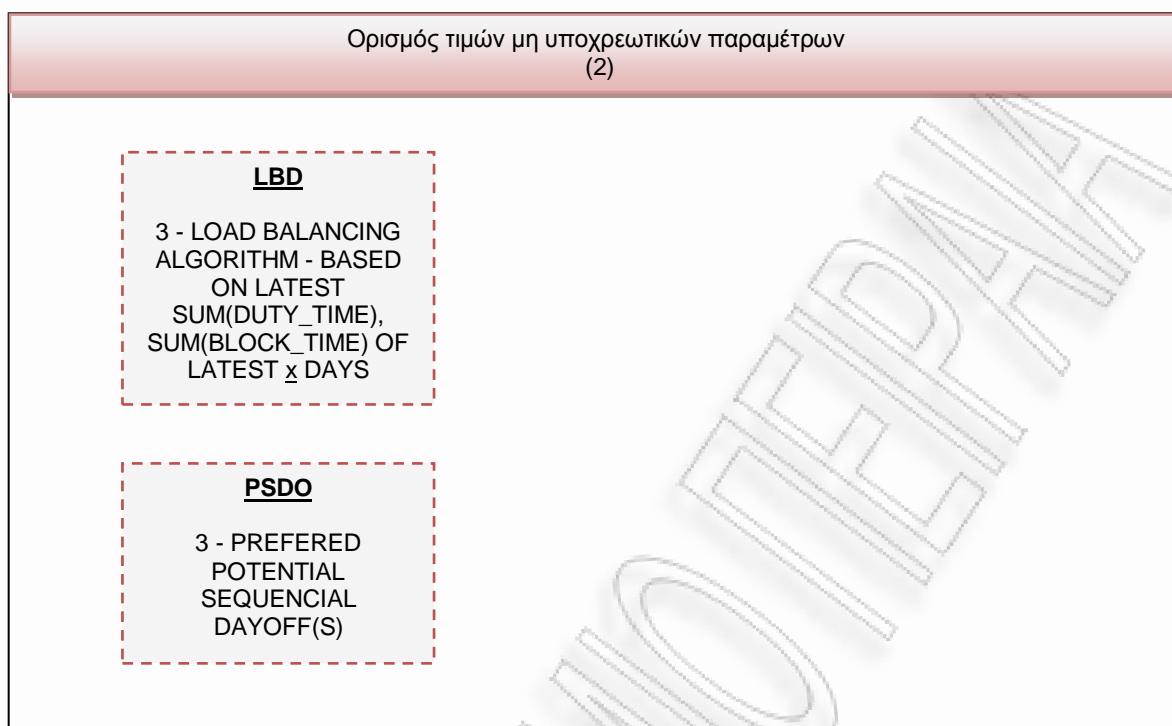 Ορισμός τιμών μη υποχρεωτικών παραμέτρων
(2)
LBD
3 - LOAD BALANCING
ALGORITHM - BASED
ON LATEST
SUM(DUTY_TIME),
SUM(BLOCK_TIME) OF
LATEST x DAYS
PSDO
3 - PREFERED
POTENTIAL
SEQUENCIAL
DAYOFF(S)